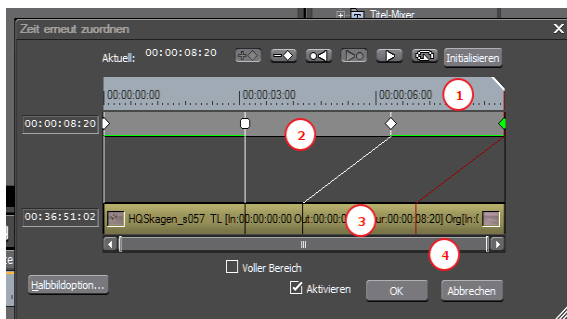 Titel-Mixer
Zeit erneut zuordnen
Aktuell: 00:00:08:20 Initialisieren
00:00:00:00 00:00:03:00 00:00:06:00 1
00:00:08:20 2
00:36:51:02 HQSkagen_s057 TL [In:00:00:00:00 Out:00:00:0 3 ur:00:00:08:20] Org[In:(
4
Voller Bereich
Halbbildoption... Aktivieren OK Abbrechen